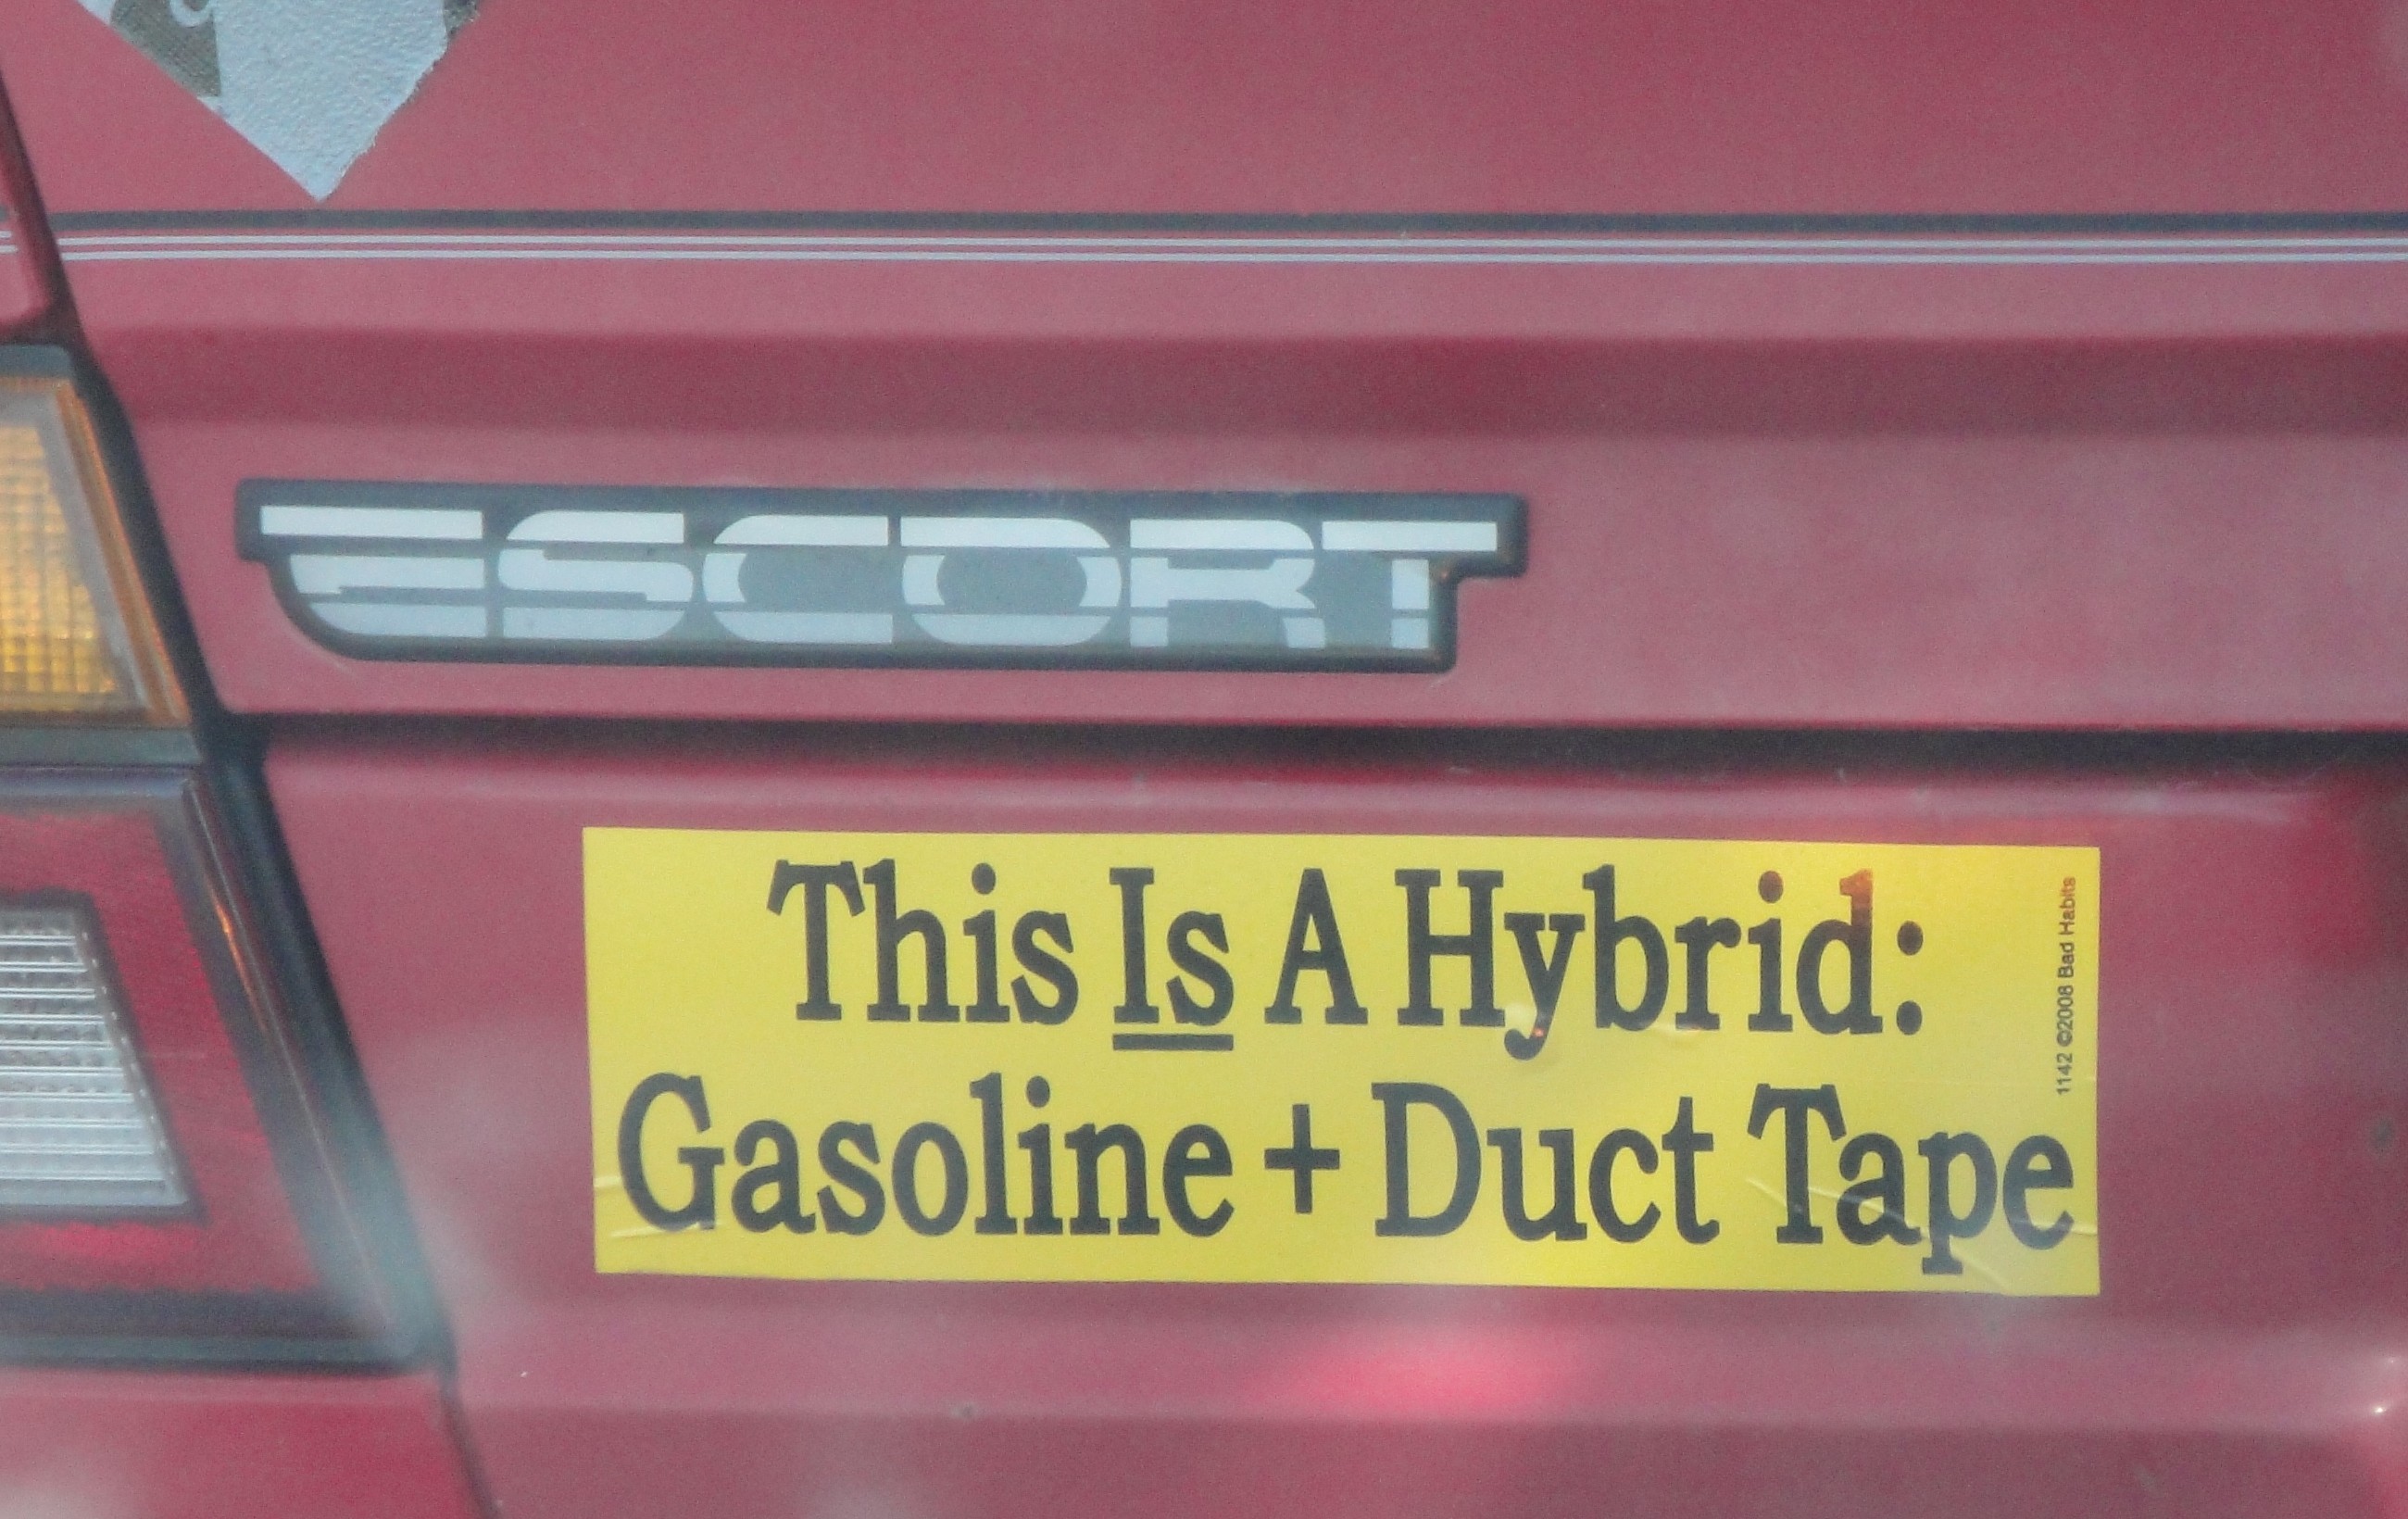 ESCORT
This Is A Hybrid:
Gasoline + Duct Tape
1142 ©2008 Bad Habits